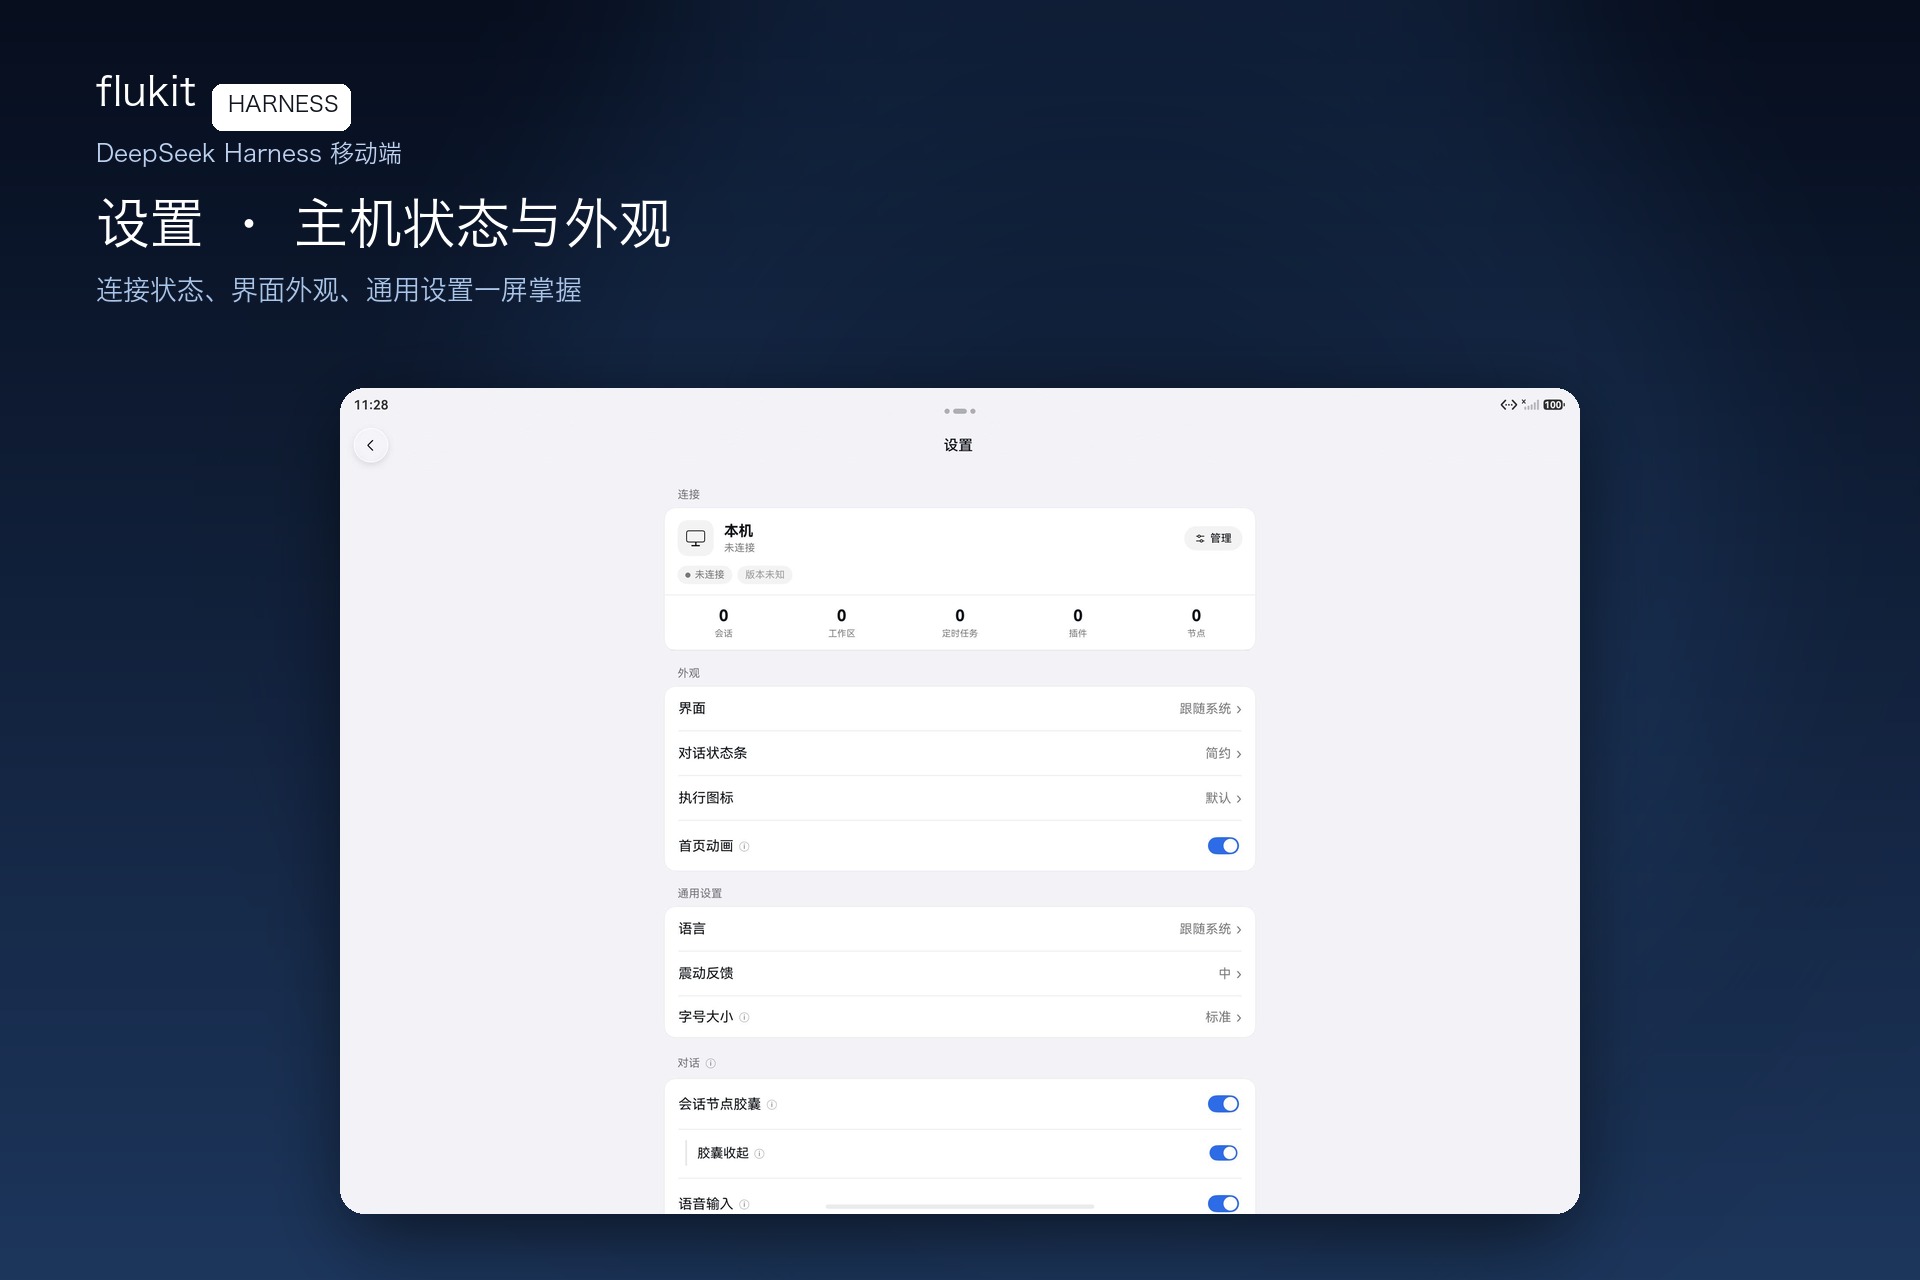 flukit HARNESS
DeepSeek Harness 移动端
设置 · 主机状态与外观
连接状态、界面外观、通用设置一屏掌握
11:28
100
设置
连接
本机
未连接
管理
未连接 版本未知
0 0 0 0 0
会话 工作区 定时任务 插件 节点
外观
界面 跟随系统
对话状态条 简约
执行图标 默认
首页动画
通用设置
语言 跟随系统
震动反馈 中
字号大小 标准
对话
会话节点胶囊
胶囊收起
语音输入